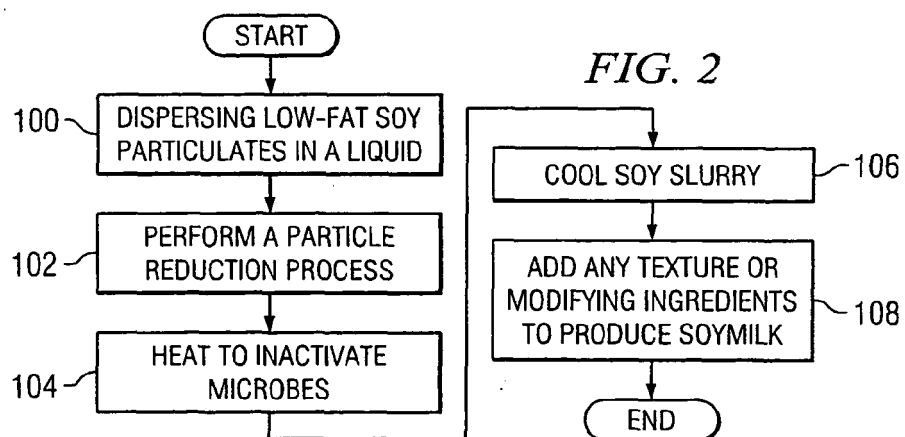 START
FIG. 2
100
DISPERSING LOW-FAT SOY
PARTICULATES IN A LIQUID
102
PERFORM A PARTICLE
REDUCTION PROCESS
104
HEAT TO INACTIVATE
MICROBES
COOL SOY SLURRY
106
ADD ANY TEXTURE OR
MODIFYING INGREDIENTS
TO PRODUCE SOYMILK
108
END